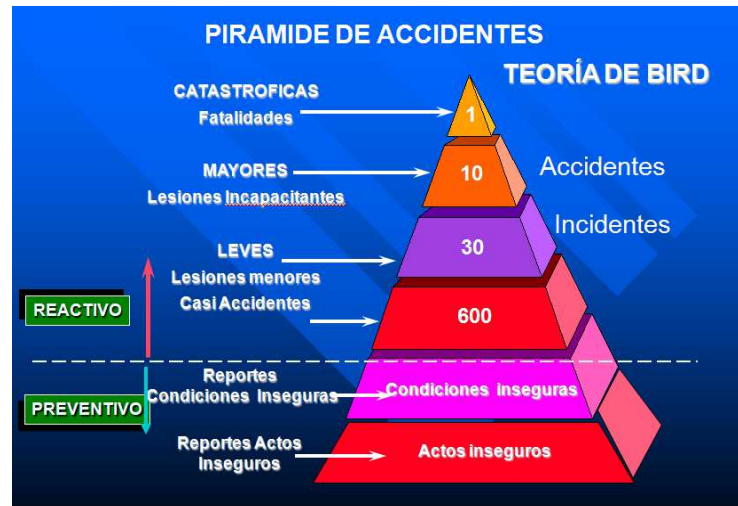 PIRAMIDE DE ACCIDENTES
TEORÍA DE BIRD
CATASTROFICAS
Fatalidades
1
MAYORES
Lesiones Incapacitantes
10
Accidentes
Incidentes
LEVES
Lesiones menores
Casi Accidentes
30
600
REACTIVO
PREVENTIVO
Reportes
Condiciones Inseguras
Condiciones inseguras
Reportes Actos
Inseguros
Actos inseguros